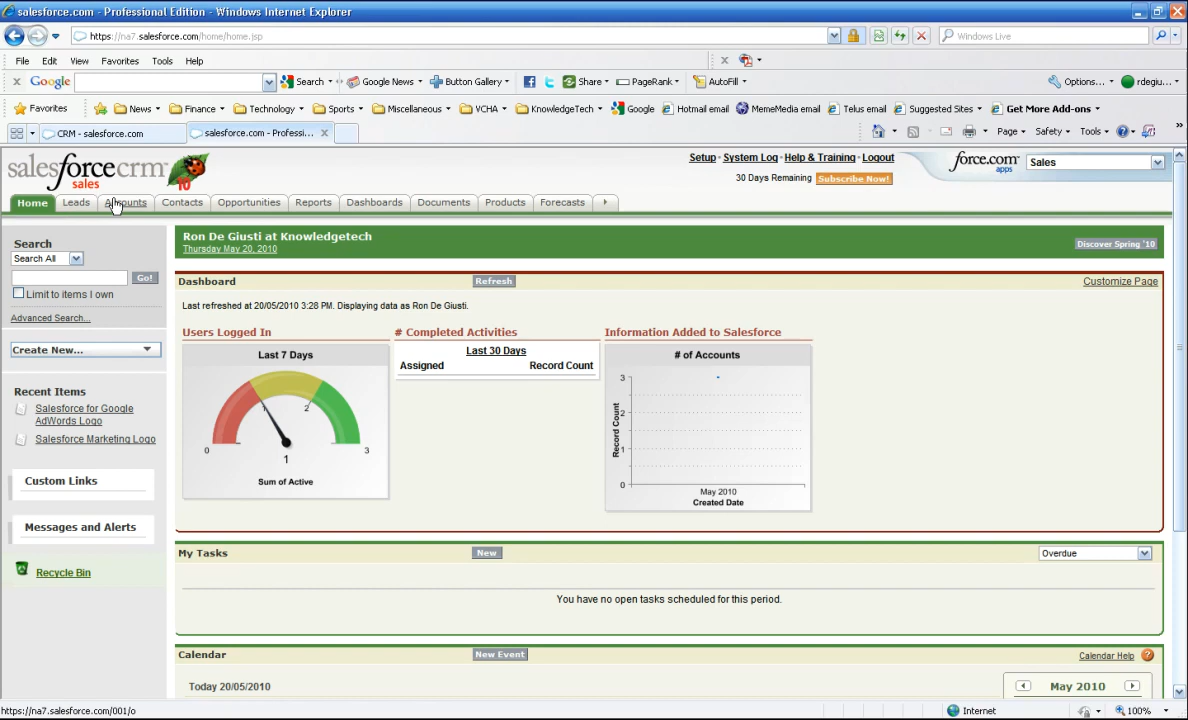 salesforce.com - Professional Edition - Windows Internet Explorer
https://na7.salesforce.com/home/home.jsp
Windows Live
File Edit View Favorites Tools Help
x Google Search Google News Button Gallery Share PageRank AutoFill Options... rdegiu...
Favorites News Finance Technology Sports Miscellaneous VCHA KnowledgeTech Google Hotmail email MemeMedia email Telus email Suggested Sites Get More Add-ons
CRM - salesforce.com salesforce.com - Professi... X Page Safety Tools
salesforcecrm
sales
10
Setup · System Log · Help & Training · Logout
30 Days Remaining Subscribe Now!
force.com
apps
Sales
Home Leads Accounts Contacts Opportunities Reports Dashboards Documents Products Forecasts
Search
Search All
Go!
Limit to items I own
Advanced Search...
Create New...
Recent Items
Salesforce for Google
AdWords Logo
Salesforce Marketing Logo
Custom Links
Messages and Alerts
Recycle Bin
Ron De Giusti at Knowledgetech
Thursday May 20, 2010
Discover Spring '10
Dashboard Refresh Customize Page
Last refreshed at 20/05/2010 3:28 PM. Displaying data as Ron De Giusti.
Users Logged In
Last 7 Days
1 2
0 3
1
Sum of Active
# Completed Activities
Last 30 Days
Assigned Record Count
Information Added to Salesforce
# of Accounts
3
2
1
0
Record Count
May 2010
Created Date
My Tasks New Overdue
You have no open tasks scheduled for this period.
Calendar New Event Calendar Help ?
Today 20/05/2010 May 2010
https://na7.salesforce.com/001/o Internet 100%